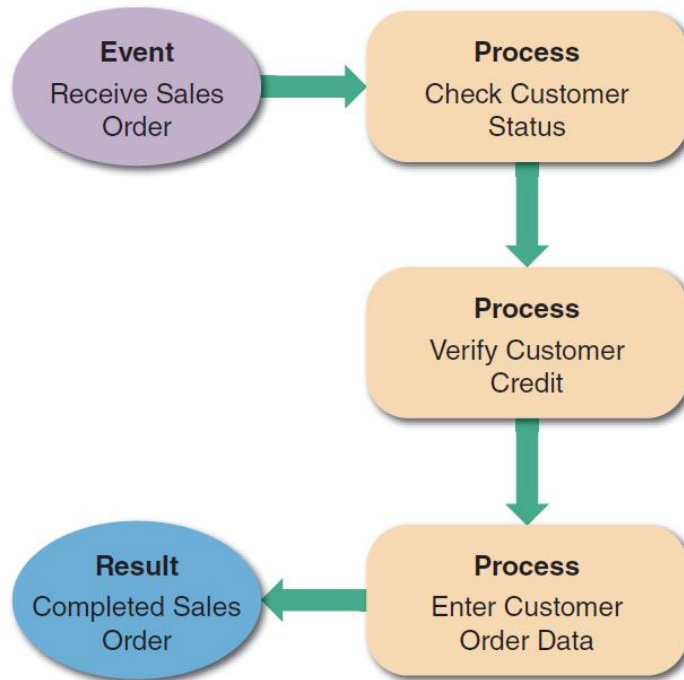 Event
Receive Sales
Order
Process
Check Customer
Status
Process
Verify Customer
Credit
Process
Enter Customer
Order Data
Result
Completed Sales
Order